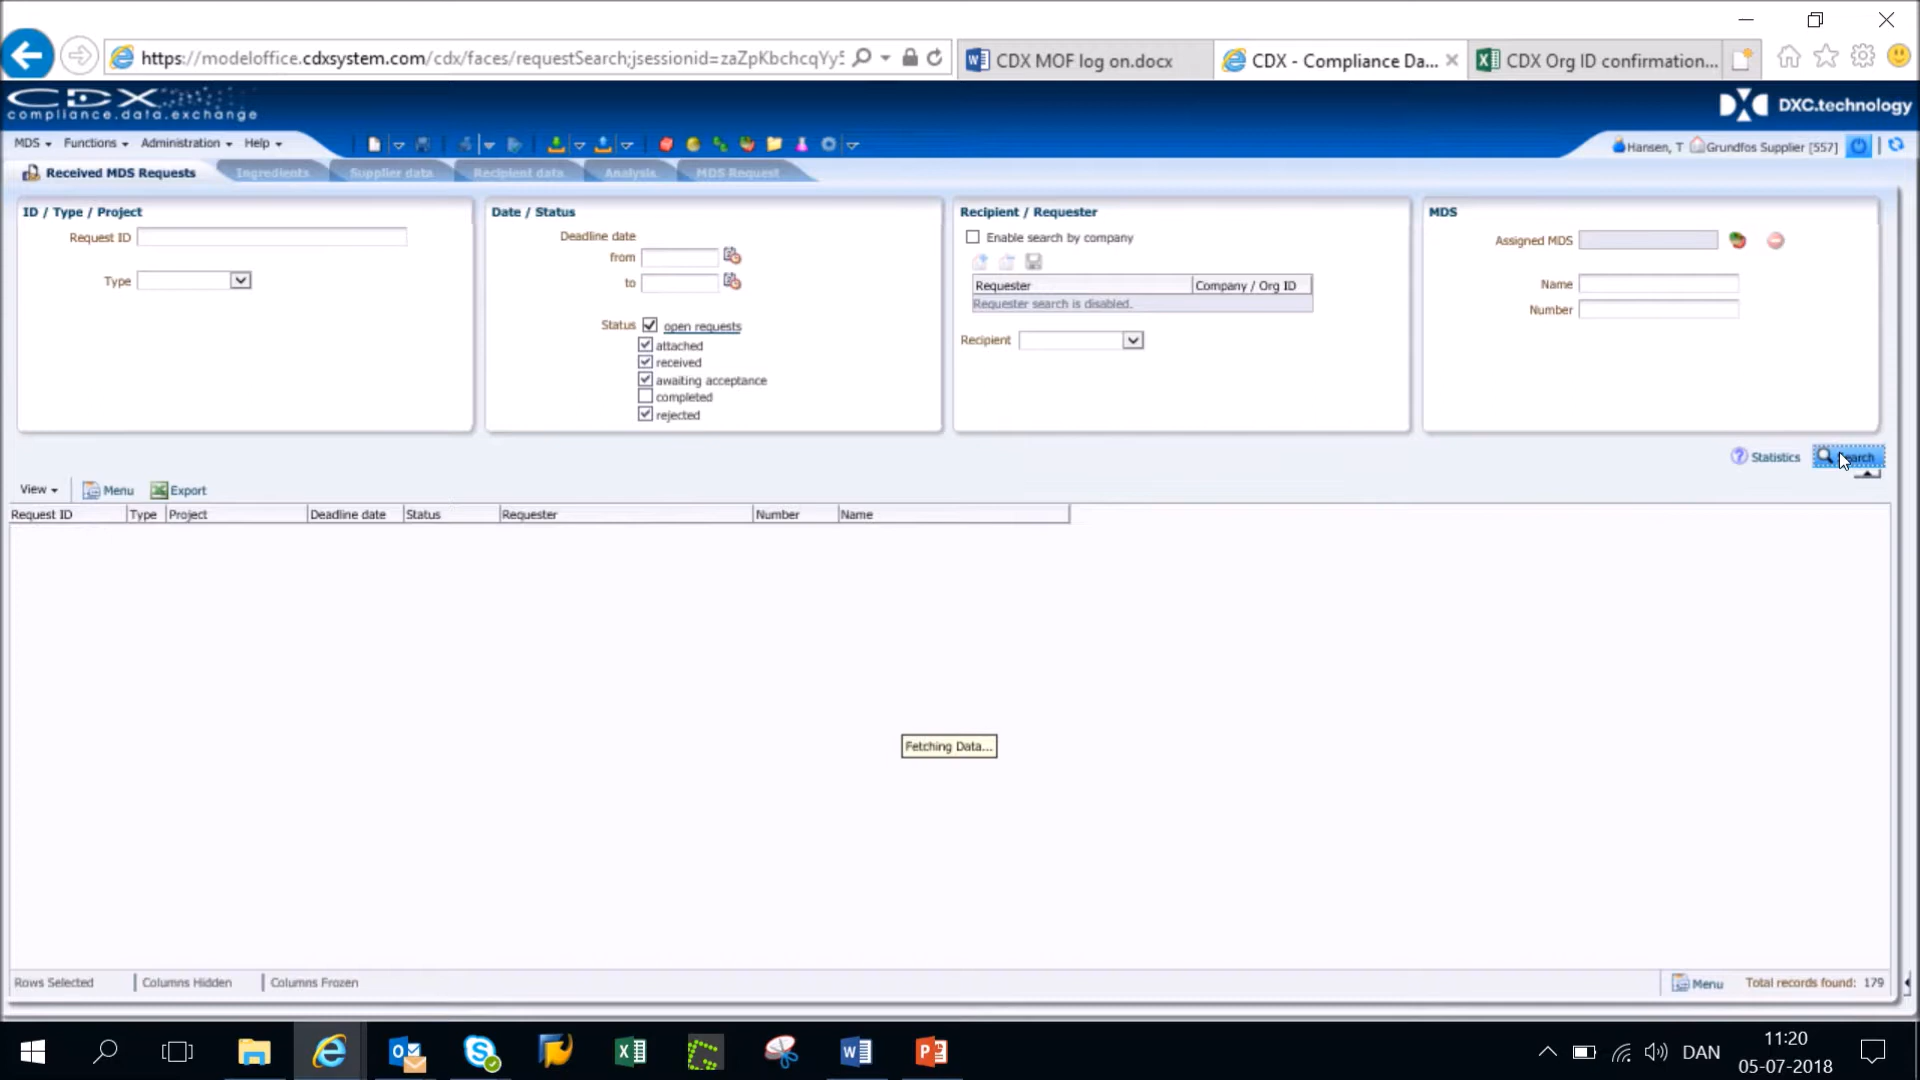 https://modeloffice.cdxsystem.com/cdx/faces/requestSearch;jsessionid=zaZpKbchcqYy5
CDX MOF log on.docx
CDX - Compliance Da...
CDX Org ID confirmation...
CDX
compliance.data.exchange
DXC.technology
MDS
Functions
Administration
Help
Hansen, T
Grundfos Supplier [557]
Received MDS Requests
Ingredients
Supplier data
Recipient data
Analysis
MDS Request
ID / Type / Project
Request ID
Type
Date / Status
Deadline date
from
to
Status
open requests
attached
received
awaiting acceptance
completed
rejected
Recipient / Requester
Enable search by company
Requester
Company / Org ID
Requester search is disabled.
Recipient
MDS
Assigned MDS
Name
Number
Statistics
View
Menu
Export
Request ID
Type
Project
Deadline date
Status
Requester
Number
Name
Fetching Data...
Rows Selected
Columns Hidden
Columns Frozen
Menu
Total records found: 179
DAN
11:20
05-07-2018